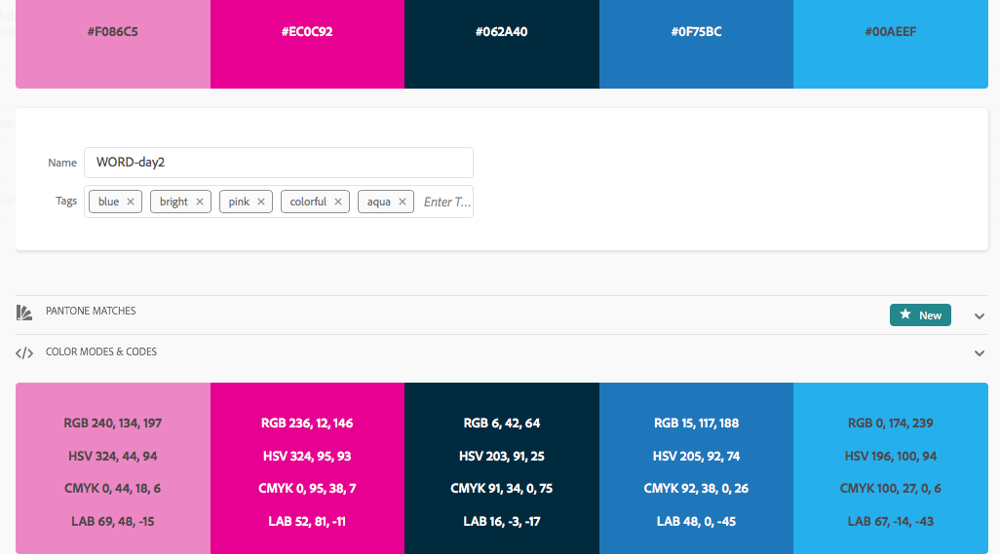 #F086C5 #EC0C92 #062A40 #0F75BC #00AEEF
Name WORD-day2
Tags blue × bright × pink × colorful × aqua × Enter T...
PANTONE MATCHES New
</> COLOR MODES & CODES
RGB 240, 134, 197 RGB 236, 12, 146 RGB 6, 42, 64 RGB 15, 117, 188 RGB 0, 174, 239
HSV 324, 44, 94 HSV 324, 95, 93 HSV 203, 91, 25 HSV 205, 92, 74 HSV 196, 100, 94
CMYK 0, 44, 18, 6 CMYK 0, 95, 38, 7 CMYK 91, 34, 0, 75 CMYK 92, 38, 0, 26 CMYK 100, 27, 0, 6
LAB 69, 48, -15 LAB 52, 81, -11 LAB 16, -3, -17 LAB 48, 0, -45 LAB 67, -14, -43